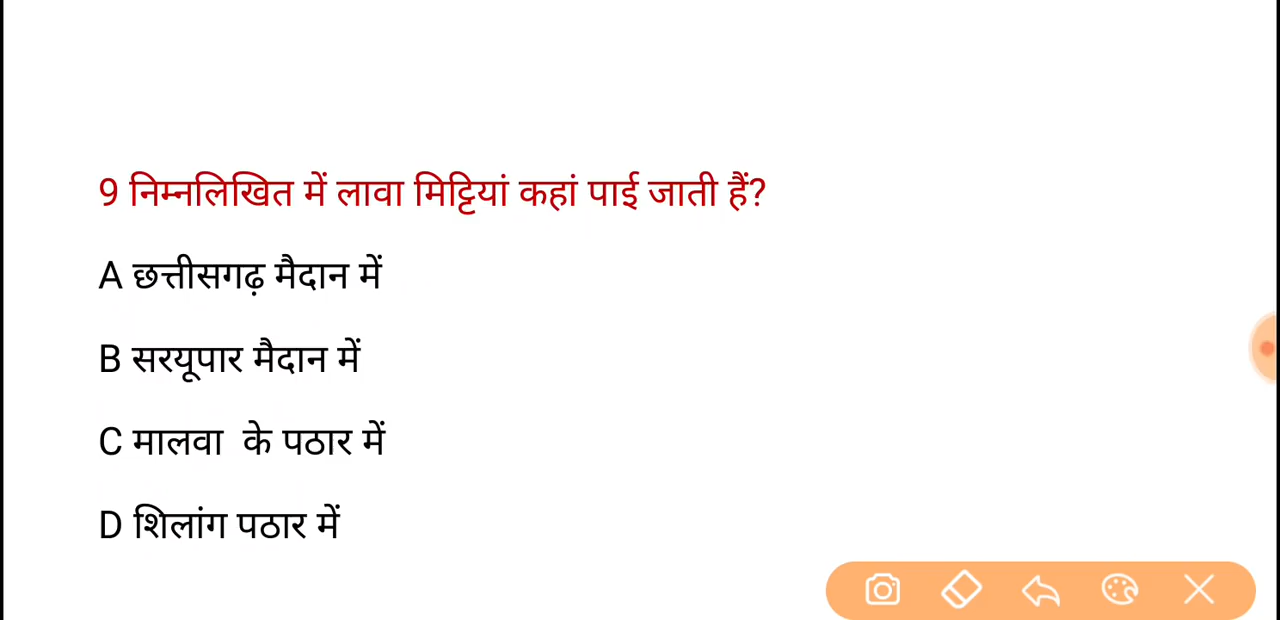 9 निम्नलिखित में लावा मिट्टियां कहां पाई जाती हैं?
A छत्तीसगढ़ मैदान में
B सरयूपार मैदान में
C मालवा के पठार में
D शिलांग पठार में